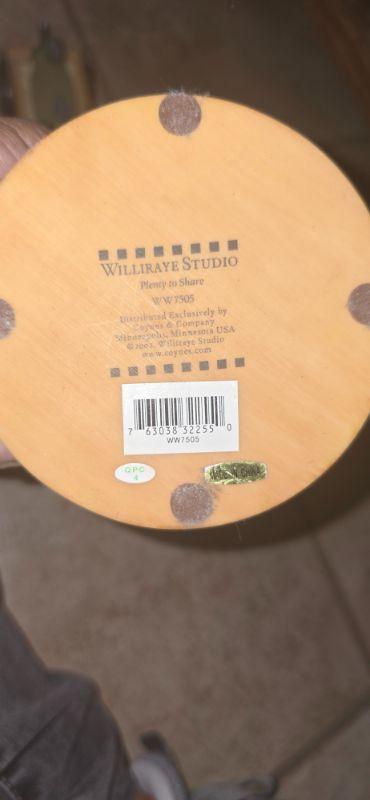 WILLIRAYE STUDIO
Plenty to Share
WW7505
Distributed Exclusively by
Coynes & Company
Minneapolis, Minnesota USA
©2002, Williraye Studio
www.coynes.com
7 63038 32255 0
WW7505
QPC
4
MADE IN CHINA